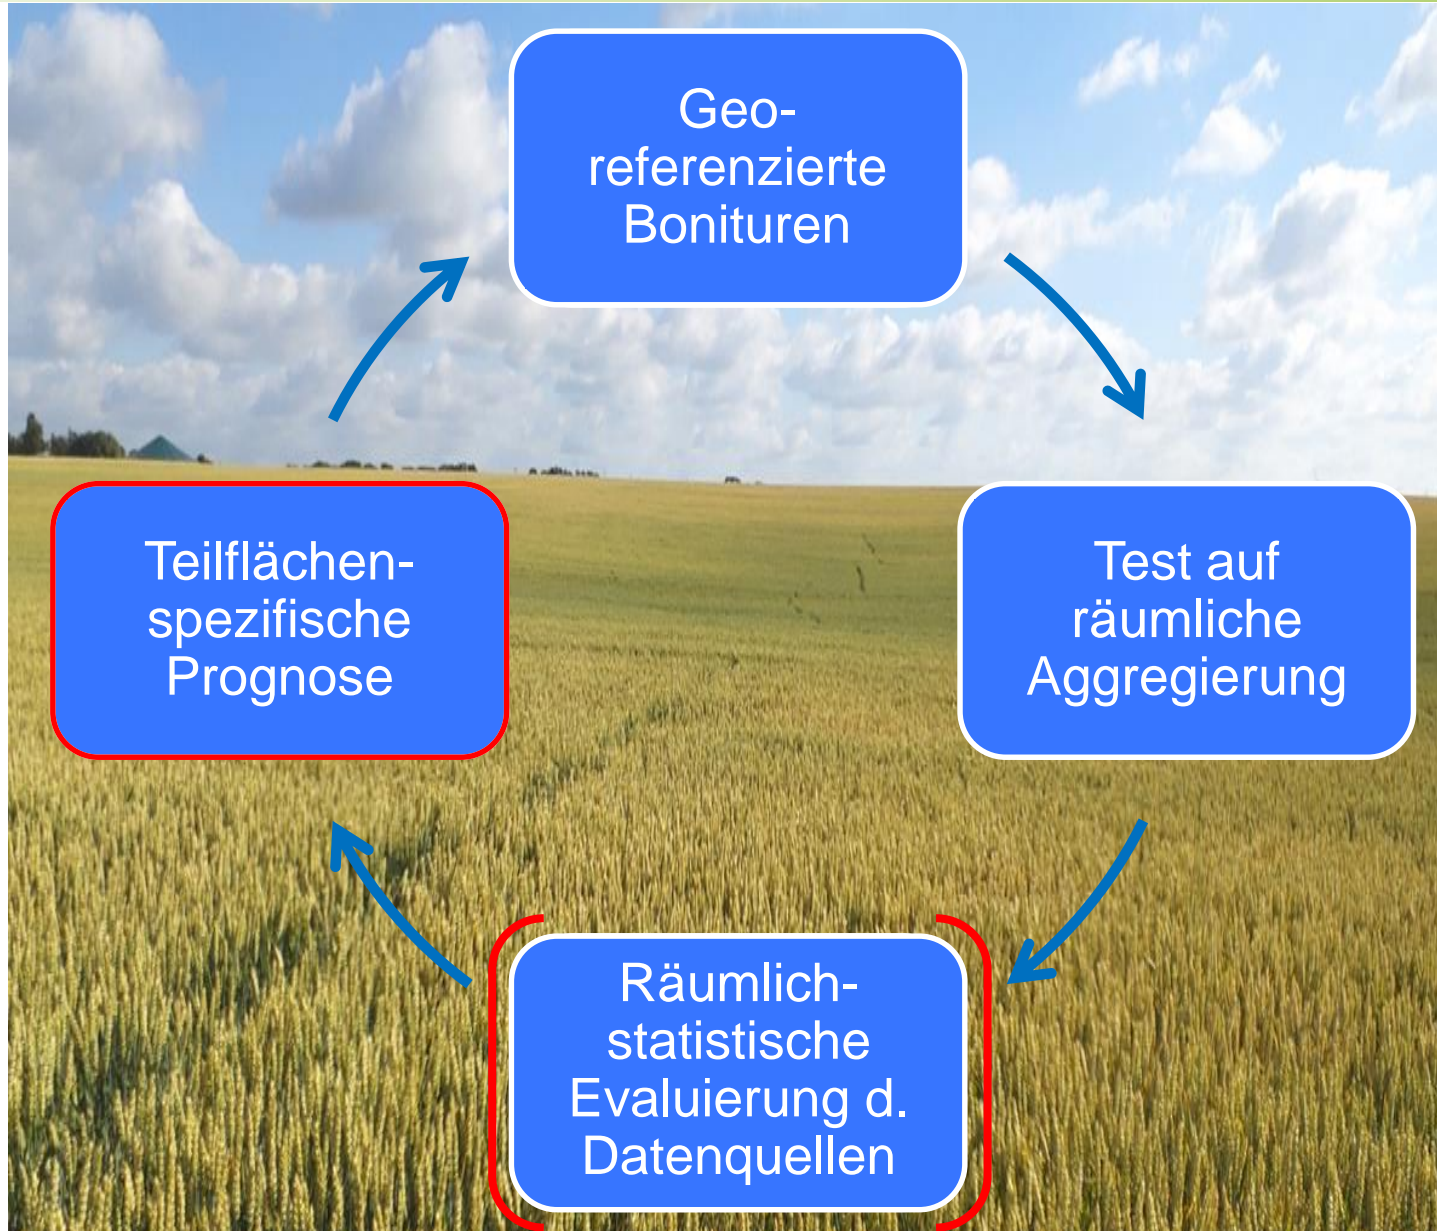 Geo-
referenzierte
Bonituren
Test auf
räumliche
Aggregierung
Räumlich-
statistische
Evaluierung d.
Datenquellen
Teilflächen-
spezifische
Prognose